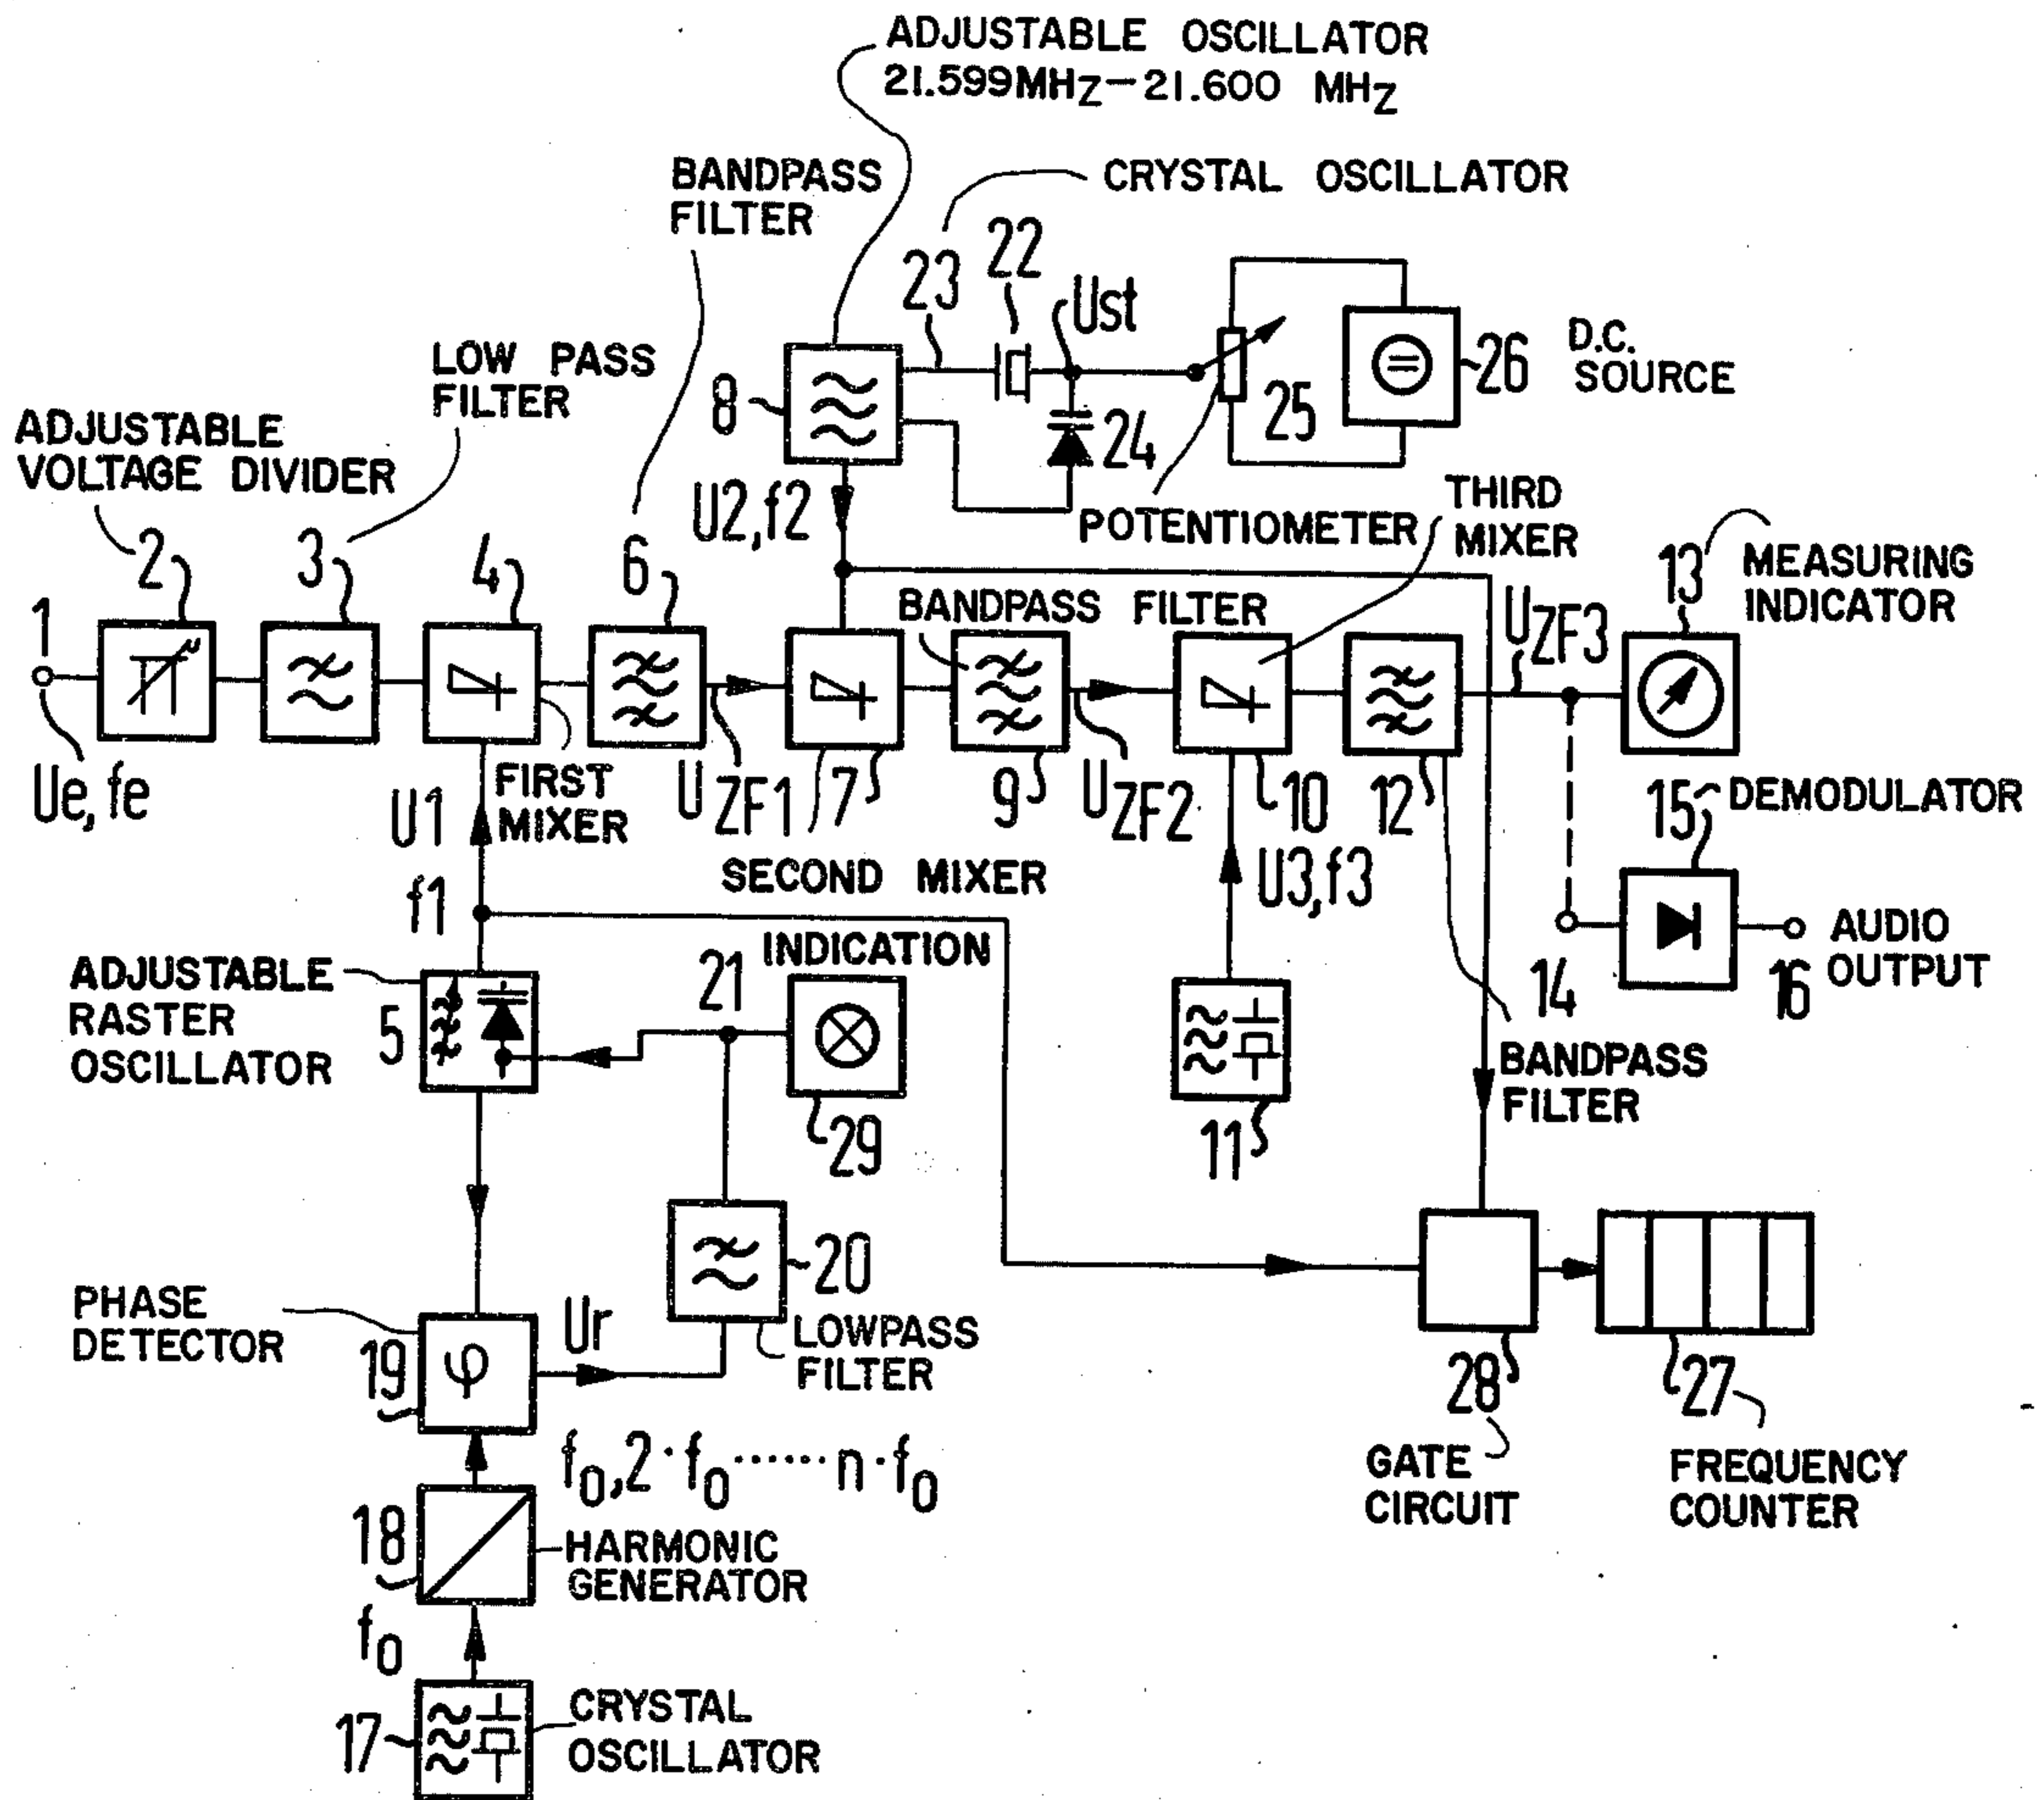 ADJUSTABLE OSCILLATOR
21.599MHz-21.600 MHz
BANDPASS
FILTER
CRYSTAL OSCILLATOR
23
22
Ust
25
26
D.C.
SOURCE
LOW PASS
FILTER
8
24
ADJUSTABLE
VOLTAGE DIVIDER
U2,f2
POTENTIOMETER
THIRD
MIXER
1
2
3
4
6
BANDPASS FILTER
UZF3
13
MEASURING
INDICATOR
Ue,fe
U1
FIRST
MIXER
UZF1
7
9
UZF2
10
12
15
DEMODULATOR
SECOND MIXER
U3,f3
f1
INDICATION
21
14
16
AUDIO
OUTPUT
ADJUSTABLE
RASTER
OSCILLATOR
5
29
11
BANDPASS
FILTER
20
PHASE
DETECTOR
19
φ
Ur
LOWPASS
FILTER
28
27
f0,2·f0······n·f0
GATE
CIRCUIT
FREQUENCY
COUNTER
18
HARMONIC
GENERATOR
f0
17
CRYSTAL
OSCILLATOR